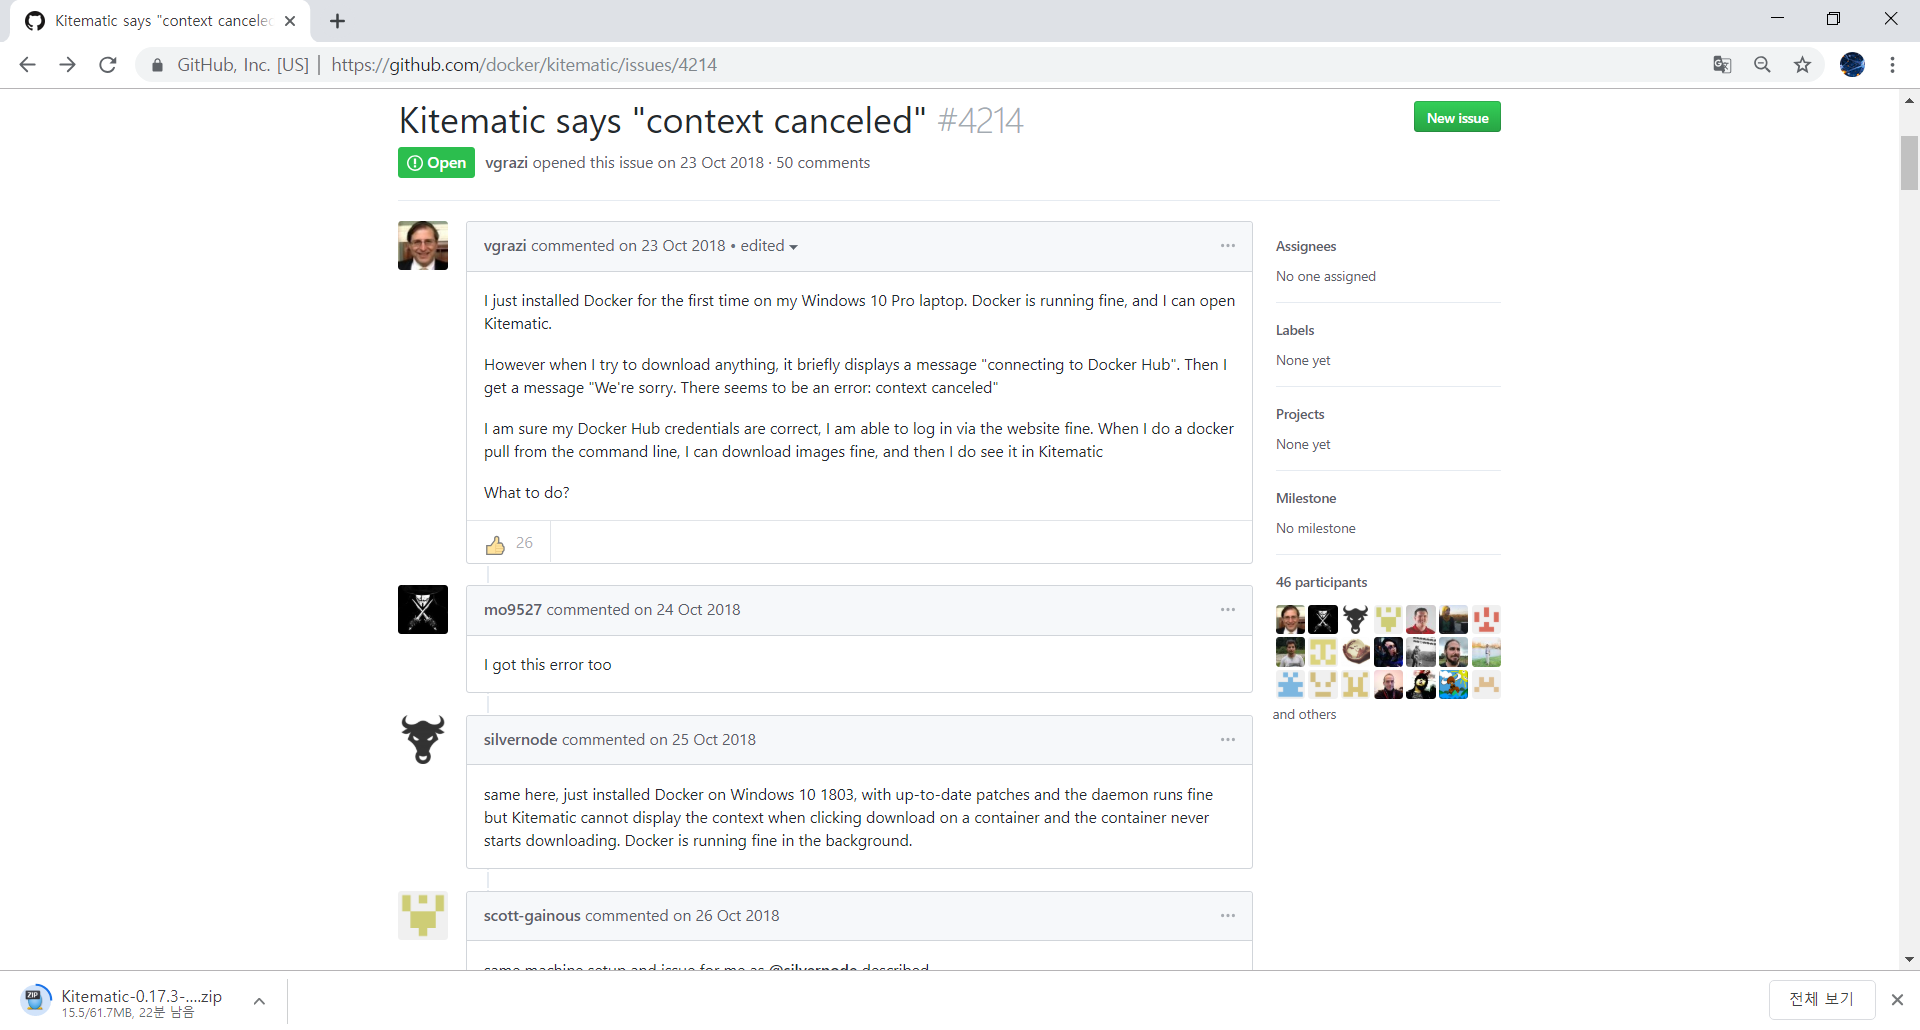 Kitematic says "context cancele
GitHub, Inc. [US] | https://github.com/docker/kitematic/issues/4214
Kitematic says "context canceled" #4214
New issue
Open vgrazi opened this issue on 23 Oct 2018 · 50 comments
vgrazi commented on 23 Oct 2018 • edited
I just installed Docker for the first time on my Windows 10 Pro laptop. Docker is running fine, and I can open
Kitematic.
However when I try to download anything, it briefly displays a message "connecting to Docker Hub". Then I
get a message "We're sorry. There seems to be an error: context canceled"
I am sure my Docker Hub credentials are correct, I am able to log in via the website fine. When I do a docker
pull from the command line, I can download images fine, and then I do see it in Kitematic
What to do?
26
mo9527 commented on 24 Oct 2018
I got this error too
silvernode commented on 25 Oct 2018
same here, just installed Docker on Windows 10 1803, with up-to-date patches and the daemon runs fine
but Kitematic cannot display the context when clicking download on a container and the container never
starts downloading. Docker is running fine in the background.
scott-gainous commented on 26 Oct 2018
same machine setup and issue for me as @silvernode described
Assignees
No one assigned
Labels
None yet
Projects
None yet
Milestone
No milestone
46 participants
and others
ZIP
Kitematic-0.17.3-....zip
15.5/61.7MB, 22분 남음
전체 보기